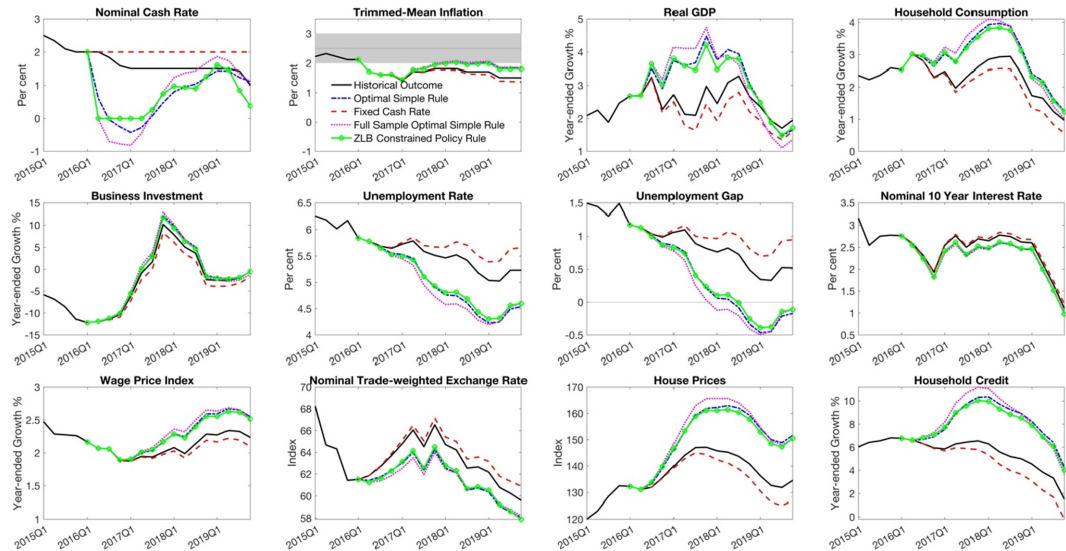 Nominal Cash Rate
Per cent
3
2
1
0
-1
2015Q1
2016Q1
2017Q1
2018Q1
2019Q1
Trimmed-Mean Inflation
Per cent
4
3
2
1
0
-1
Historical Outcome
Optimal Simple Rule
Fixed Cash Rate
Full Sample Optimal Simple Rule
ZLB Constrained Policy Rule
2015Q1
2016Q1
2017Q1
2018Q1
2019Q1
Real GDP
Year-ended Growth %
5
4
3
2
1
2015Q1
2016Q1
2017Q1
2018Q1
2019Q1
Household Consumption
Year-ended Growth %
4
3
2
1
0
2015Q1
2016Q1
2017Q1
2018Q1
2019Q1
Business Investment
Year-ended Growth %
15
10
5
0
-5
-10
-15
2015Q1
2016Q1
2017Q1
2018Q1
2019Q1
Unemployment Rate
Per cent
6.5
6
5.5
5
4.5
4
2015Q1
2016Q1
2017Q1
2018Q1
2019Q1
Unemployment Gap
Per cent
1.5
1
0.5
0
-0.5
2015Q1
2016Q1
2017Q1
2018Q1
2019Q1
Nominal 10 Year Interest Rate
Per cent
3.5
3
2.5
2
1.5
1
0.5
2015Q1
2016Q1
2017Q1
2018Q1
2019Q1
Wage Price Index
Year-ended Growth %
3
2.5
2
1.5
1
2015Q1
2016Q1
2017Q1
2018Q1
2019Q1
Nominal Trade-weighted Exchange Rate
Index
70
68
66
64
62
60
58
2015Q1
2016Q1
2017Q1
2018Q1
2019Q1
House Prices
Index
170
160
150
140
130
120
2015Q1
2016Q1
2017Q1
2018Q1
2019Q1
Household Credit
Year-ended Growth %
10
8
6
4
2
0
2015Q1
2016Q1
2017Q1
2018Q1
2019Q1